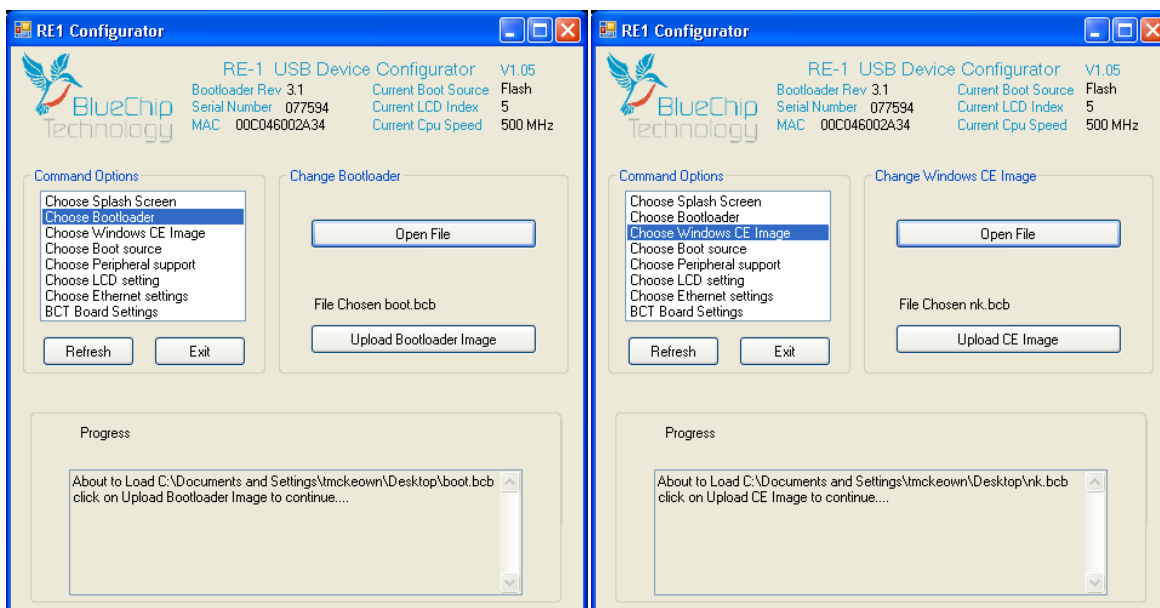 RE1 Configurator
RE-1 USB Device Configurator V1.05
BlueChip
Technology
Bootloader Rev 3.1 Current Boot Source Flash
Serial Number 077594 Current LCD Index 5
MAC 00C046002A34 Current Cpu Speed 500 MHz
Command Options
Choose Splash Screen
Choose Bootloader
Choose Windows CE Image
Choose Boot source
Choose Peripheral support
Choose LCD setting
Choose Ethernet settings
BCT Board Settings
Refresh Exit
Change Bootloader
Open File
File Chosen boot.bcb
Upload Bootloader Image
Progress
About to Load C:\Documents and Settings\tmckeown\Desktop\boot.bcb
click on Upload Bootloader Image to continue....
RE1 Configurator
RE-1 USB Device Configurator V1.05
BlueChip
Technology
Bootloader Rev 3.1 Current Boot Source Flash
Serial Number 077594 Current LCD Index 5
MAC 00C046002A34 Current Cpu Speed 500 MHz
Command Options
Choose Splash Screen
Choose Bootloader
Choose Windows CE Image
Choose Boot source
Choose Peripheral support
Choose LCD setting
Choose Ethernet settings
BCT Board Settings
Refresh Exit
Change Windows CE Image
Open File
File Chosen nk.bcb
Upload CE Image
Progress
About to Load C:\Documents and Settings\tmckeown\Desktop\nk.bcb
click on Upload CE Image to continue....